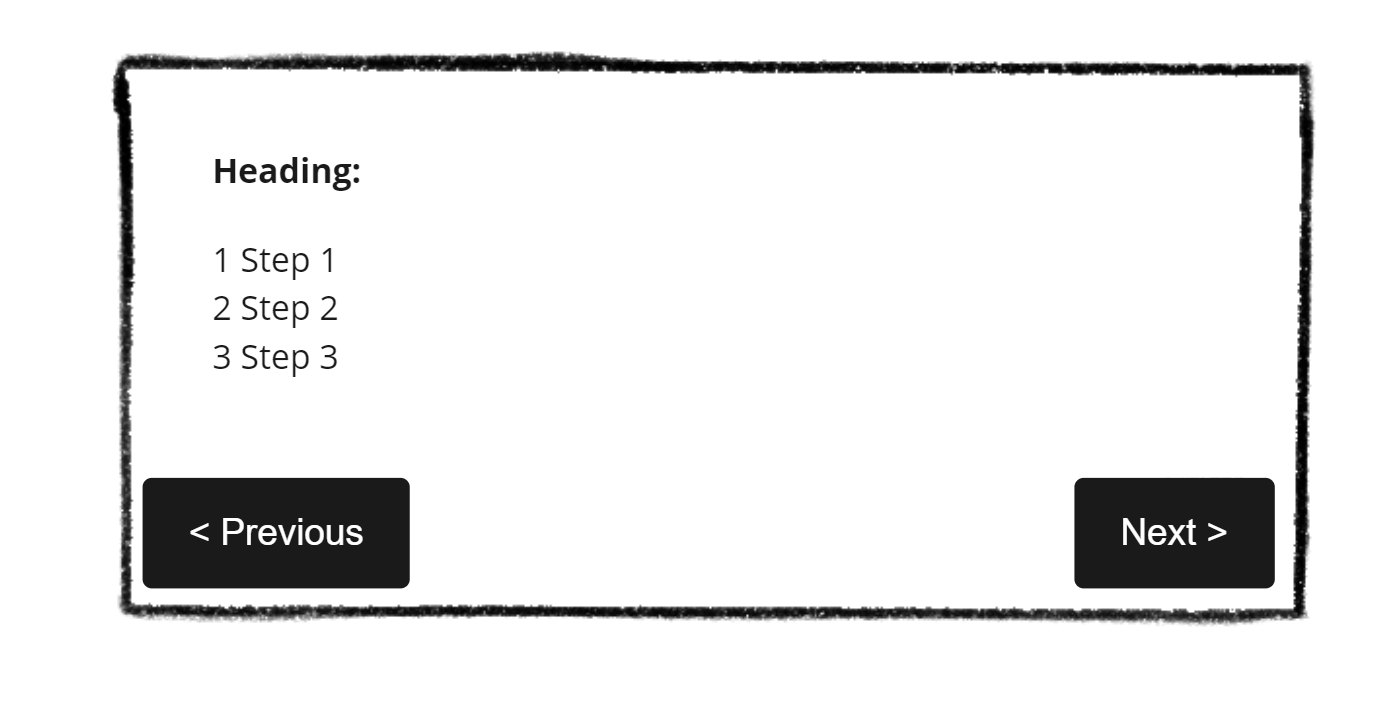 Heading:
1 Step 1
2 Step 2
3 Step 3
< Previous
Next >